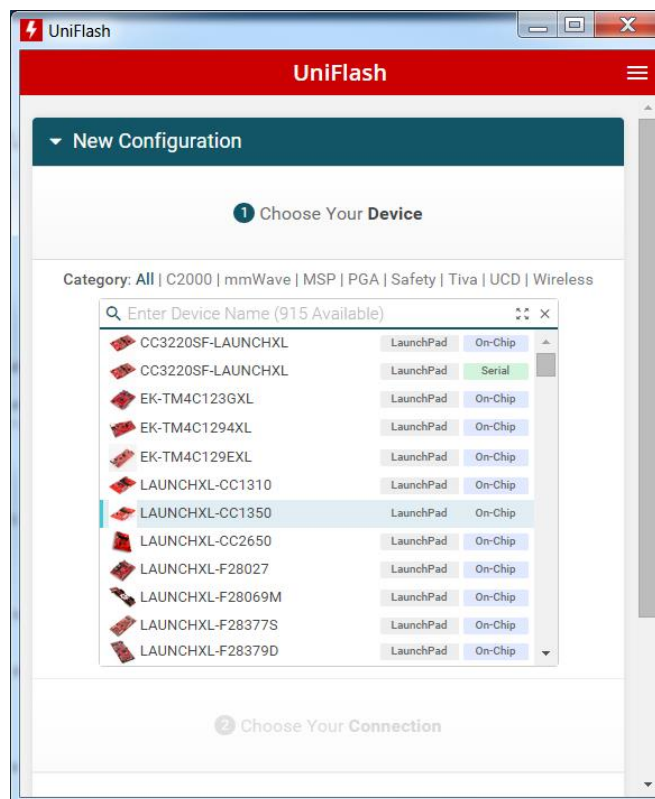 UniFlash
UniFlash
New Configuration
1 Choose Your Device
Category: All | C2000 | mmWave | MSP | PGA | Safety | Tiva | UCD | Wireless
Enter Device Name (915 Available)
CC3220SF-LAUNCHXL LaunchPad On-Chip
CC3220SF-LAUNCHXL LaunchPad Serial
EK-TM4C123GXL LaunchPad On-Chip
EK-TM4C1294XL LaunchPad On-Chip
EK-TM4C129EXL LaunchPad On-Chip
LAUNCHXL-CC1310 LaunchPad On-Chip
LAUNCHXL-CC1350 LaunchPad On-Chip
LAUNCHXL-CC2650 LaunchPad On-Chip
LAUNCHXL-F28027 LaunchPad On-Chip
LAUNCHXL-F28069M LaunchPad On-Chip
LAUNCHXL-F28377S LaunchPad On-Chip
LAUNCHXL-F28379D LaunchPad On-Chip
2 Choose Your Connection